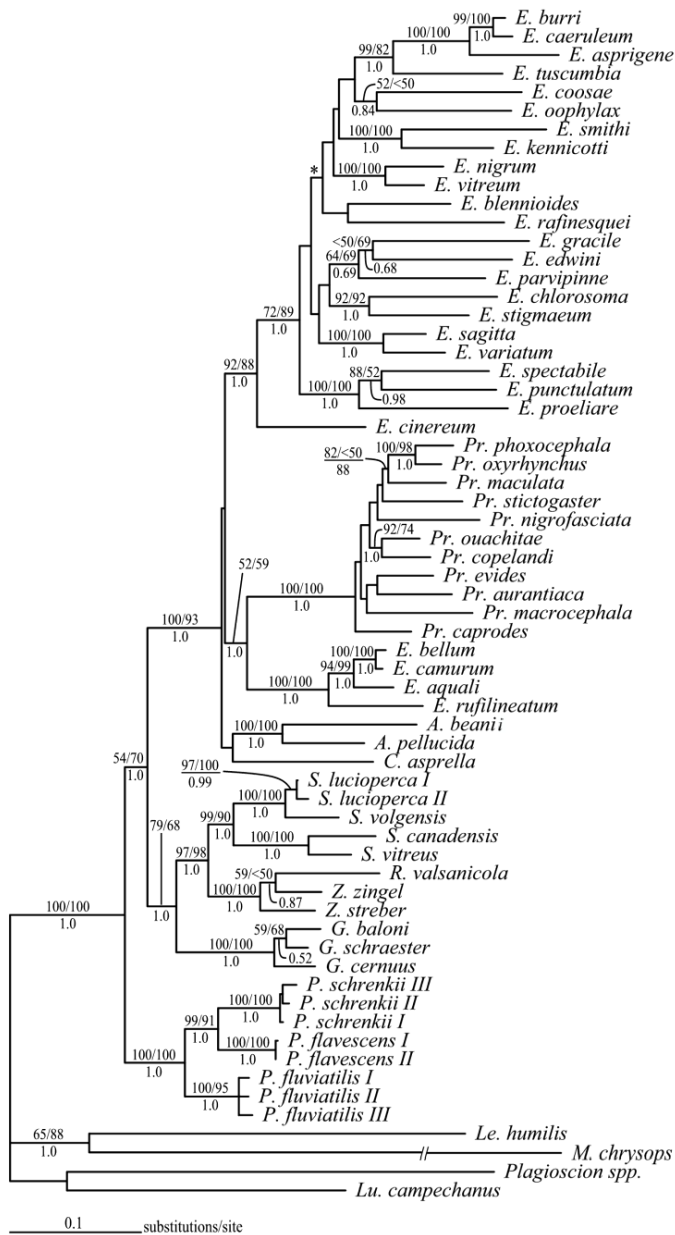 99/100
1.0
E. burri
E. caeruleum
100/100
1.0
E. asprigene
99/82
1.0
E. tuscumbia
52/<50
0.84
E. coosae
E. oophylax
100/100
1.0
E. smithi
E. kennicotti
*
100/100
1.0
E. nigrum
E. vitreum
E. blennioides
E. rafinesquei
<50/69
0.68
E. gracile
E. edwini
64/69
0.69
E. parvipinne
92/92
1.0
E. chlorosoma
E. stigmaeum
72/89
1.0
100/100
1.0
E. sagitta
E. variatum
88/52
0.98
E. spectabile
E. punctulatum
100/100
1.0
E. proeliare
92/88
1.0
E. cinereum
82/<50
88
100/98
1.0
Pr. phoxocephala
Pr. oxyrhynchus
Pr. maculata
Pr. stictogaster
Pr. nigrofasciata
92/74
1.0
Pr. ouachitae
Pr. copelandi
52/59
1.0
100/100
1.0
Pr. evides
Pr. aurantiaca
Pr. macrocephala
Pr. caprodes
100/93
1.0
100/100
1.0
E. bellum
E. camurum
94/99
1.0
E. aquali
100/100
1.0
E. rufilineatum
100/100
1.0
A. beanii
A. pellucida
C. asprella
54/70
1.0
97/100
0.99
S. lucioperca I
S. lucioperca II
100/100
1.0
S. volgensis
99/90
1.0
79/68
1.0
100/100
1.0
S. canadensis
S. vitreus
97/98
1.0
59/<50
0.87
R. valsanicola
Z. zingel
100/100
1.0
Z. streber
59/68
0.52
G. baloni
G. schraester
100/100
1.0
G. cernuus
100/100
1.0
P. schrenkii III
P. schrenkii II
P. schrenkii I
100/100
1.0
99/91
1.0
100/100
1.0
P. flavescens I
P. flavescens II
100/100
1.0
100/95
1.0
P. fluviatilis I
P. fluviatilis II
P. fluviatilis III
65/88
1.0
Le. humilis
M. chrysops
Plagioscion spp.
Lu. campechanus
0.1
substitutions/site